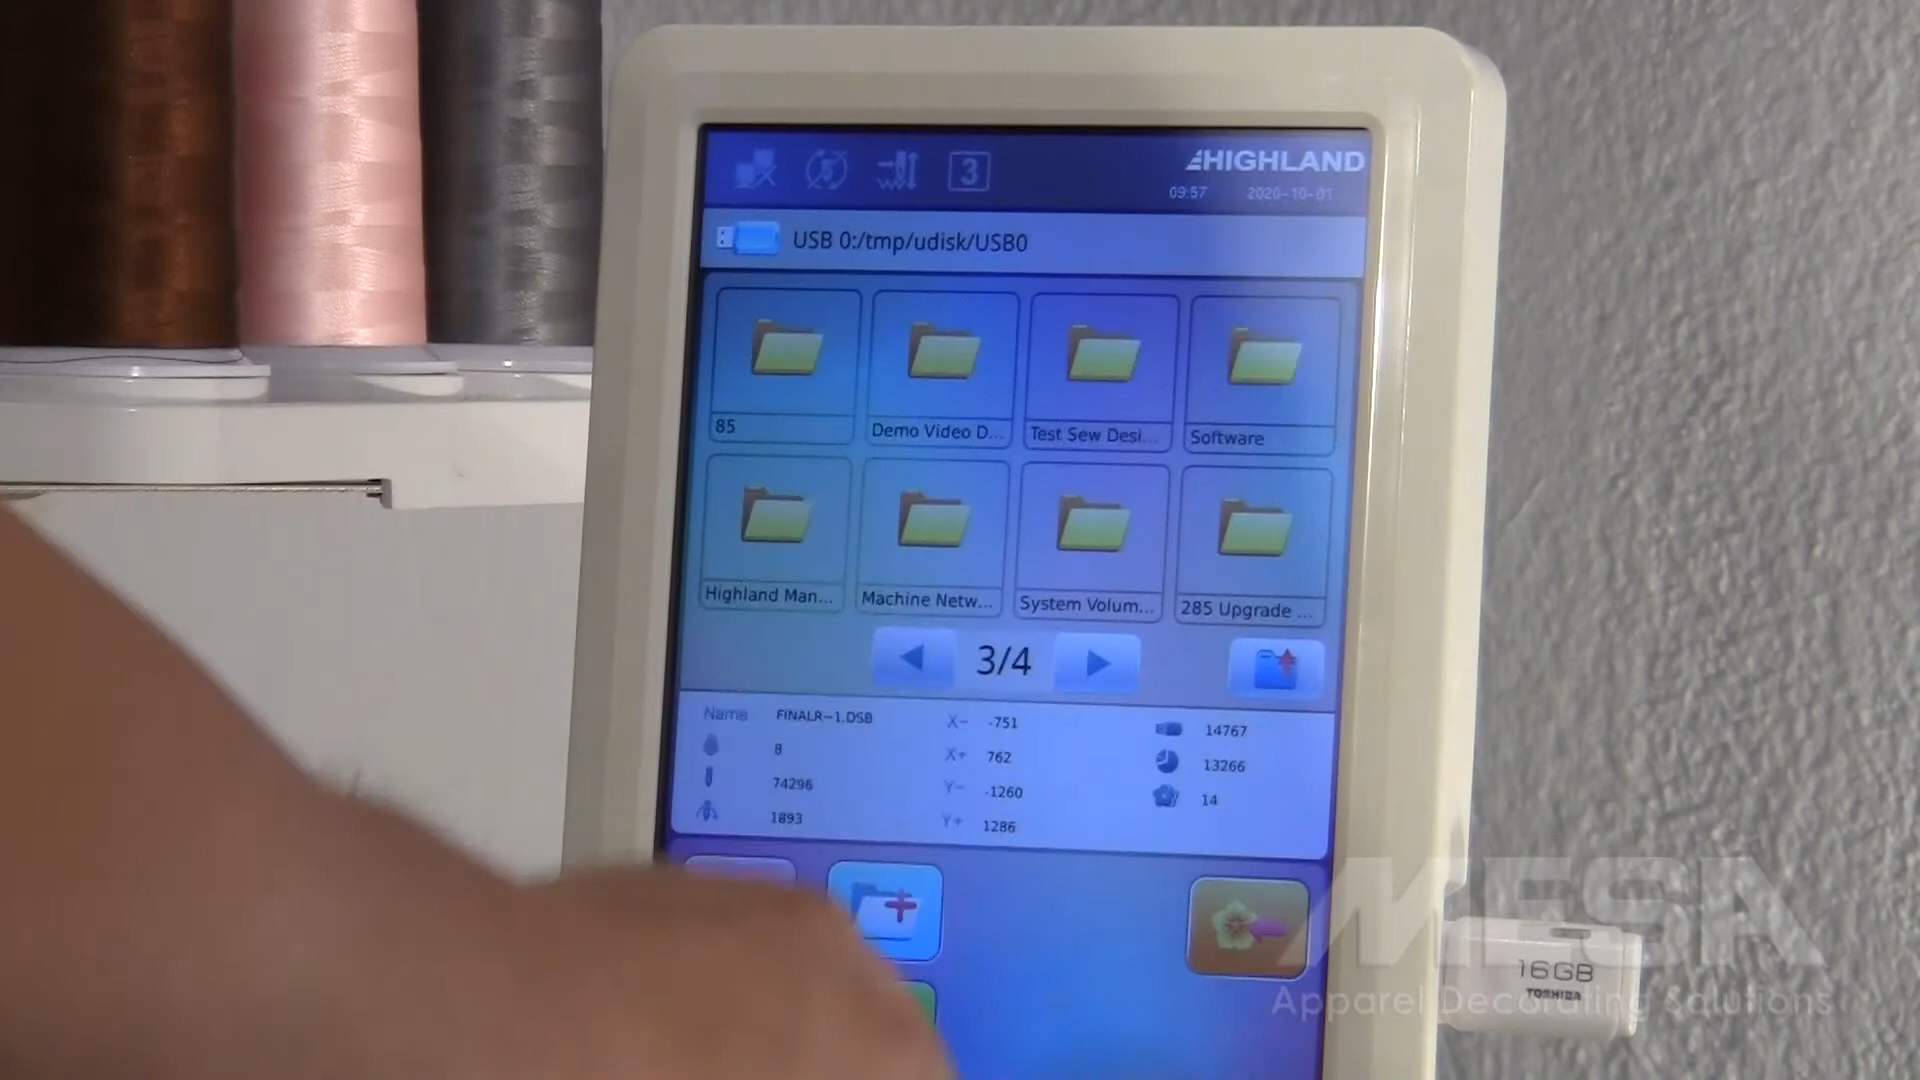 3
HIGHLAND
09:57 2020-10-01
USB 0:/tmp/udisk/USB0
85
Demo Video D...
Test Sew Desi...
Software
Highland Man...
Machine Netw...
System Volum...
285 Upgrade ...
3/4
Name FINALR~1.DSB
8
74296
1893
X- -751
X+ 762
Y- -1260
Y+ 1286
14767
13266
14
MESA
Apparel Decorating Solutions
16GB
TOSHIBA